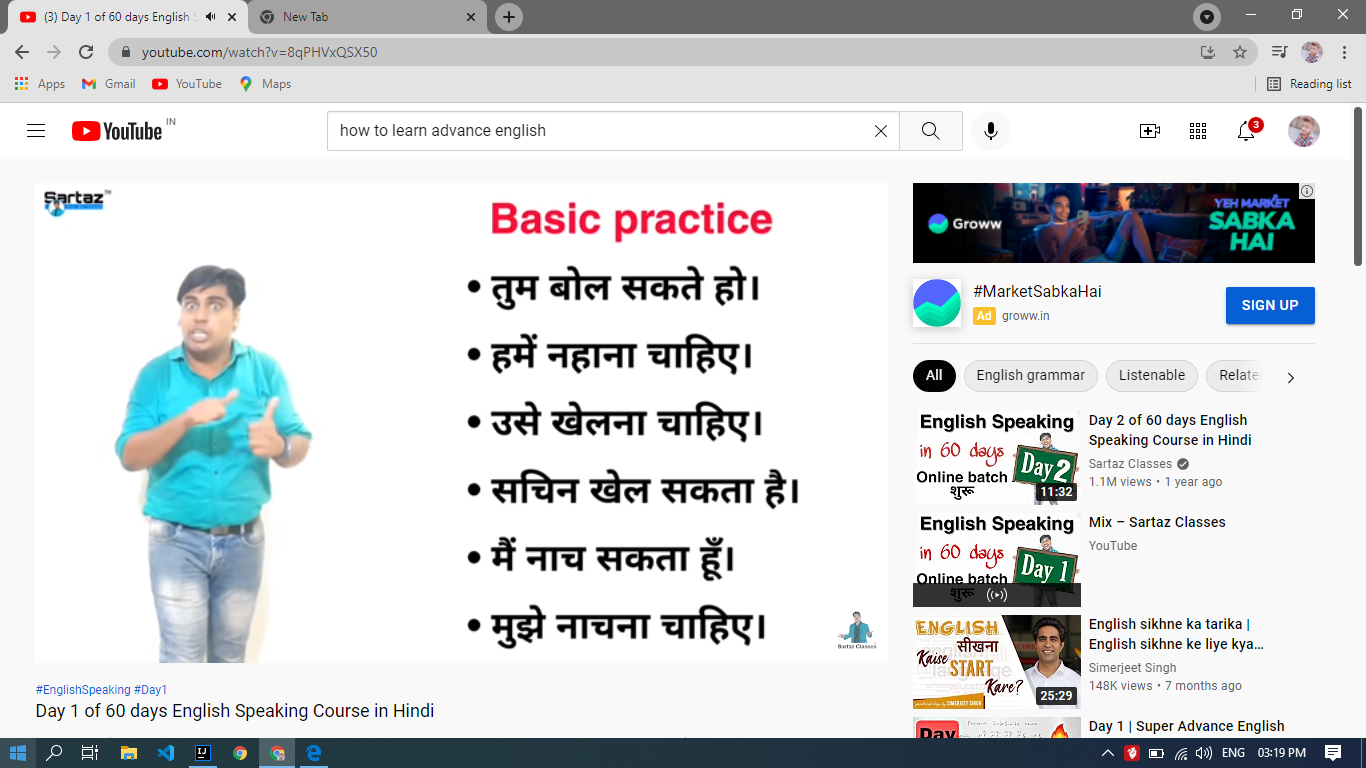 (3) Day 1 of 60 days English S
New Tab
youtube.com/watch?v=8qPHVxQSX50
Apps
Gmail
YouTube
Maps
Reading list
YouTube IN
how to learn advance english
3
Sartaz
Basic practice
• तुम बोल सकते हो।
• हमें नहाना चाहिए।
• उसे खेलना चाहिए।
• सचिन खेल सकता है।
• मैं नाच सकता हूँ।
• मुझे नाचना चाहिए।
Sartaz Classes
#EnglishSpeaking #Day1
Day 1 of 60 days English Speaking Course in Hindi
Groww
YEH MARKET
SABKA
HAI
#MarketSabkaHai
Ad groww.in
SIGN UP
All
English grammar
Listenable
Relate
English Speaking
in 60 days
Day 2
Online batch
शुरू
11:32
Day 2 of 60 days English
Speaking Course in Hindi
Sartaz Classes
1.1M views • 1 year ago
English Speaking
in 60 days
Day 1
Online batch
शुरू
Mix – Sartaz Classes
YouTube
ENGLISH
सीखना
Kaise START
Kare?
25:29
English sikhne ka tarika |
English sikhne ke liye kya…
Simerjeet Singh
148K views • 7 months ago
Day
Day 1 | Super Advance English
ENG
03:19 PM